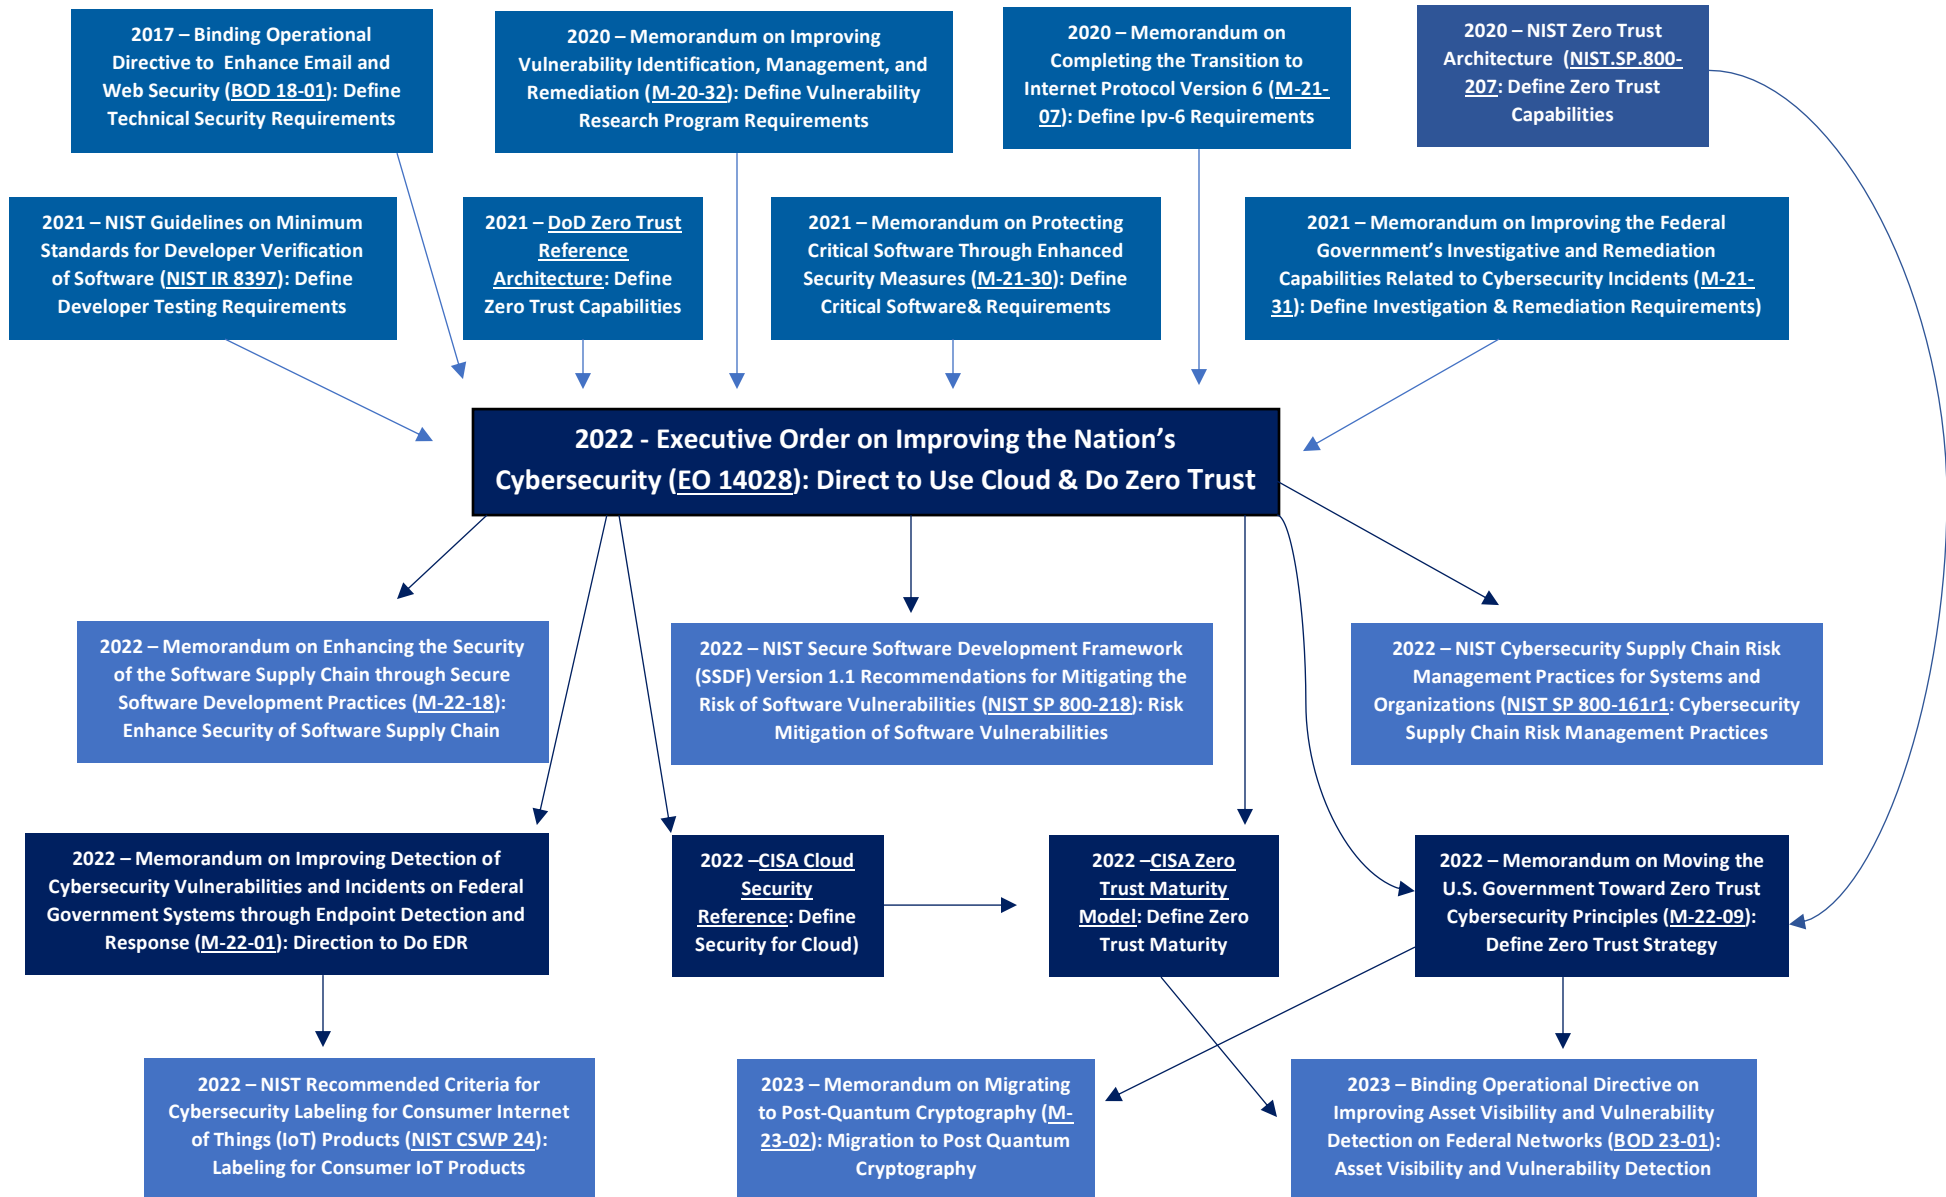 2017 – Binding Operational
Directive to  Enhance Email and
Web Security (BOD 18-01): Define
Technical Security Requirements
2020 – Memorandum on Improving
Vulnerability Identification, Management, and
Remediation (M-20-32): Define Vulnerability
Research Program Requirements
2020 – Memorandum on
Completing the Transition to
Internet Protocol Version 6 (M-21-
07): Define Ipv-6 Requirements
2020 – NIST Zero Trust
Architecture  (NIST.SP.800-
207: Define Zero Trust
Capabilities
2021 – NIST Guidelines on Minimum
Standards for Developer Verification
of Software (NIST IR 8397): Define
Developer Testing Requirements
2021 – DoD Zero Trust
Reference
Architecture: Define
Zero Trust Capabilities
2021 – Memorandum on Protecting
Critical Software Through Enhanced
Security Measures (M-21-30): Define
Critical Software& Requirements
2021 – Memorandum on Improving the Federal
Government’s Investigative and Remediation
Capabilities Related to Cybersecurity Incidents (M-21-
31): Define Investigation & Remediation Requirements)
2022 - Executive Order on Improving the Nation’s
Cybersecurity (EO 14028): Direct to Use Cloud & Do Zero Trust
2022 – Memorandum on Enhancing the Security
of the Software Supply Chain through Secure
Software Development Practices (M-22-18):
Enhance Security of Software Supply Chain
2022 – NIST Secure Software Development Framework
(SSDF) Version 1.1 Recommendations for Mitigating the
Risk of Software Vulnerabilities (NIST SP 800-218): Risk
Mitigation of Software Vulnerabilities
2022 – NIST Cybersecurity Supply Chain Risk
Management Practices for Systems and
Organizations (NIST SP 800-161r1: Cybersecurity
Supply Chain Risk Management Practices
2022 – Memorandum on Improving Detection of
Cybersecurity Vulnerabilities and Incidents on Federal
Government Systems through Endpoint Detection and
Response (M-22-01): Direction to Do EDR
2022 –CISA Cloud
Security
Reference: Define
Security for Cloud)
2022 –CISA Zero
Trust Maturity
Model: Define Zero
Trust Maturity
2022 – Memorandum on Moving the
U.S. Government Toward Zero Trust
Cybersecurity Principles (M-22-09):
Define Zero Trust Strategy
2022 – NIST Recommended Criteria for
Cybersecurity Labeling for Consumer Internet
of Things (IoT) Products (NIST CSWP 24):
Labeling for Consumer IoT Products
2023 – Memorandum on Migrating
to Post-Quantum Cryptography (M-
23-02): Migration to Post Quantum
Cryptography
2023 – Binding Operational Directive on
Improving Asset Visibility and Vulnerability
Detection on Federal Networks (BOD 23-01):
Asset Visibility and Vulnerability Detection